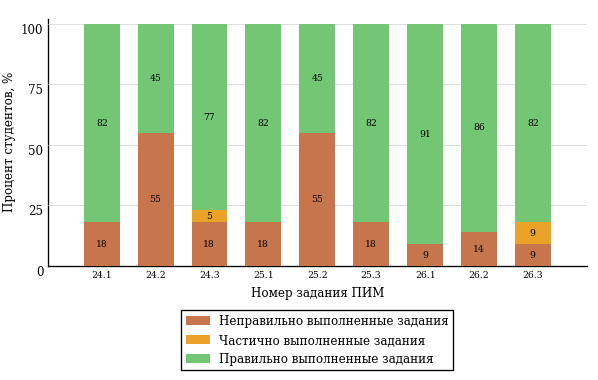 Процент студентов, %
100
75
50
25
0
82 45 77 82 45 82 91 86 82
5 9
18 55 18 18 55 18 9 14 9
24.1 24.2 24.3 25.1 25.2 25.3 26.1 26.2 26.3
Номер задания ПИМ
Неправильно выполненные задания
Частично выполненные задания
Правильно выполненные задания